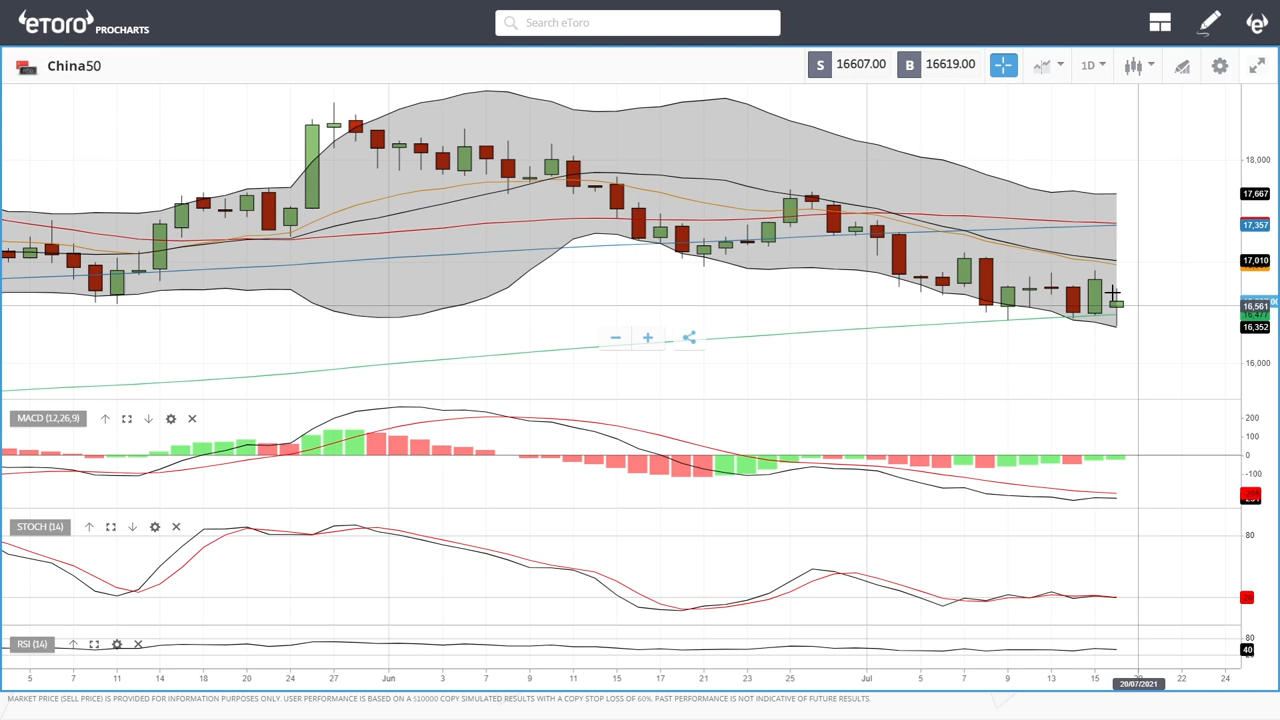 eToro PROCHARTS
Search eToro
China50
S 16607.00 B 16619.00
1D
18,000
17,667
17,357
17,010
16,561
16,477
16,352
16,000
MACD (12,26,9)
200
100
0
-100
STOCH (14)
80
20
RSI (14)
80
40
5 7 11 14 18 20 24 27 Jun 3 7 9 11 15 17 21 23 25 Jul 5 7 9 13 15 22 24
20/07/2021
MARKET PRICE (SELL PRICE) IS PROVIDED FOR INFORMATION PURPOSES ONLY. USER PERFORMANCE IS BASED ON A $10000 COPY SIMULATED RESULTS WITH A COPY STOP LOSS OF 60%. PAST PERFORMANCE IS NOT INDICATIVE OF FUTURE RESULTS.